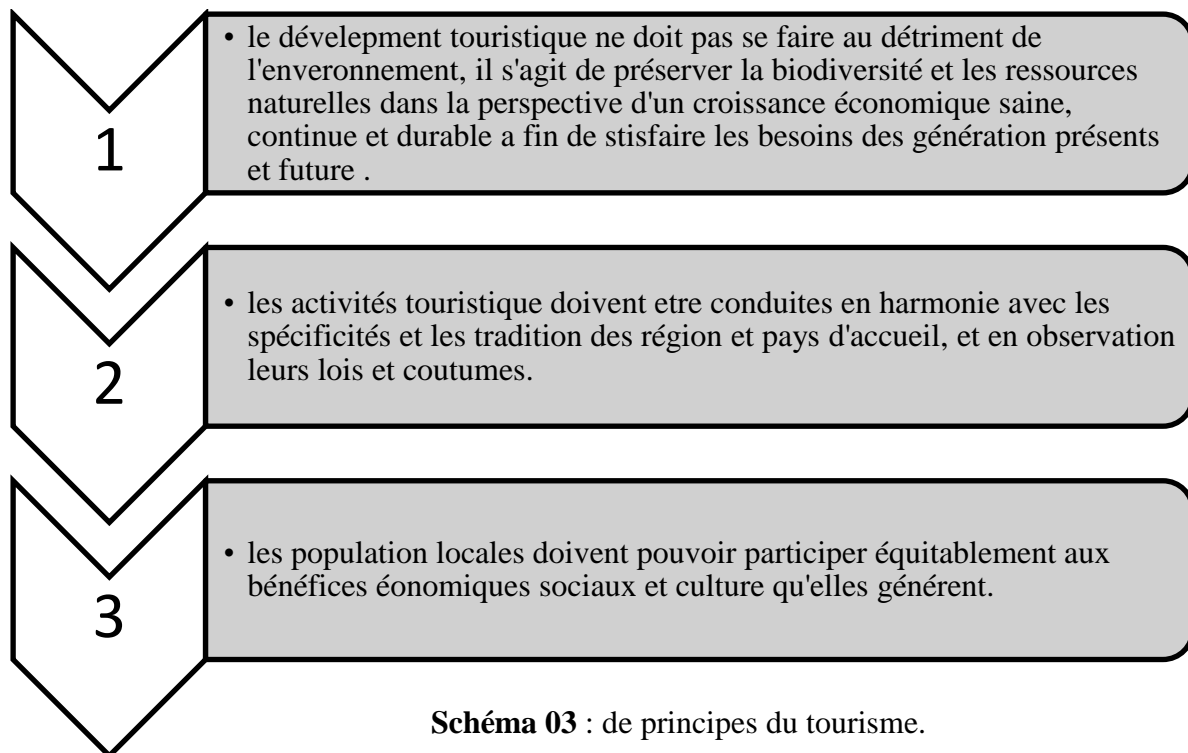 1
• le dévelepment touristique ne doit pas se faire au détriment de
l'enveronnement, il s'agit de préserver la biodiversité et les ressources
naturelles dans la perspective d'un croissance économique saine,
continue et durable a fin de stisfaire les besoins des génération présents
et future .
2
• les activités touristique doivent etre conduites en harmonie avec les
spécificités et les tradition des région et pays d'accueil, et en observation
leurs lois et coutumes.
3
• les population locales doivent pouvoir participer équitablement aux
bénéfices éonomiques sociaux et culture qu'elles générent.
Schéma 03 : de principes du tourisme.